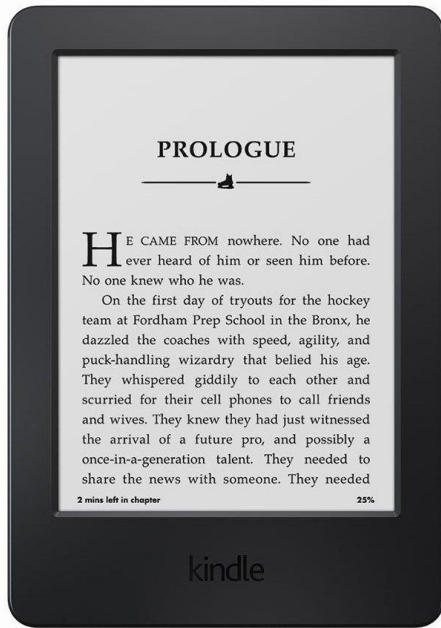 PROLOGUE
HE CAME FROM nowhere. No one had
ever heard of him or seen him before.
No one knew who he was.
On the first day of tryouts for the hockey
team at Fordham Prep School in the Bronx, he
dazzled the coaches with speed, agility, and
puck-handling wizardry that belied his age.
They whispered giddily to each other and
scurried for their cell phones to call friends
and wives. They knew they had just witnessed
the arrival of a future pro, and possibly a
once-in-a-generation talent. They needed to
share the news with someone. They needed
2 mins left in chapter 25%
kindle